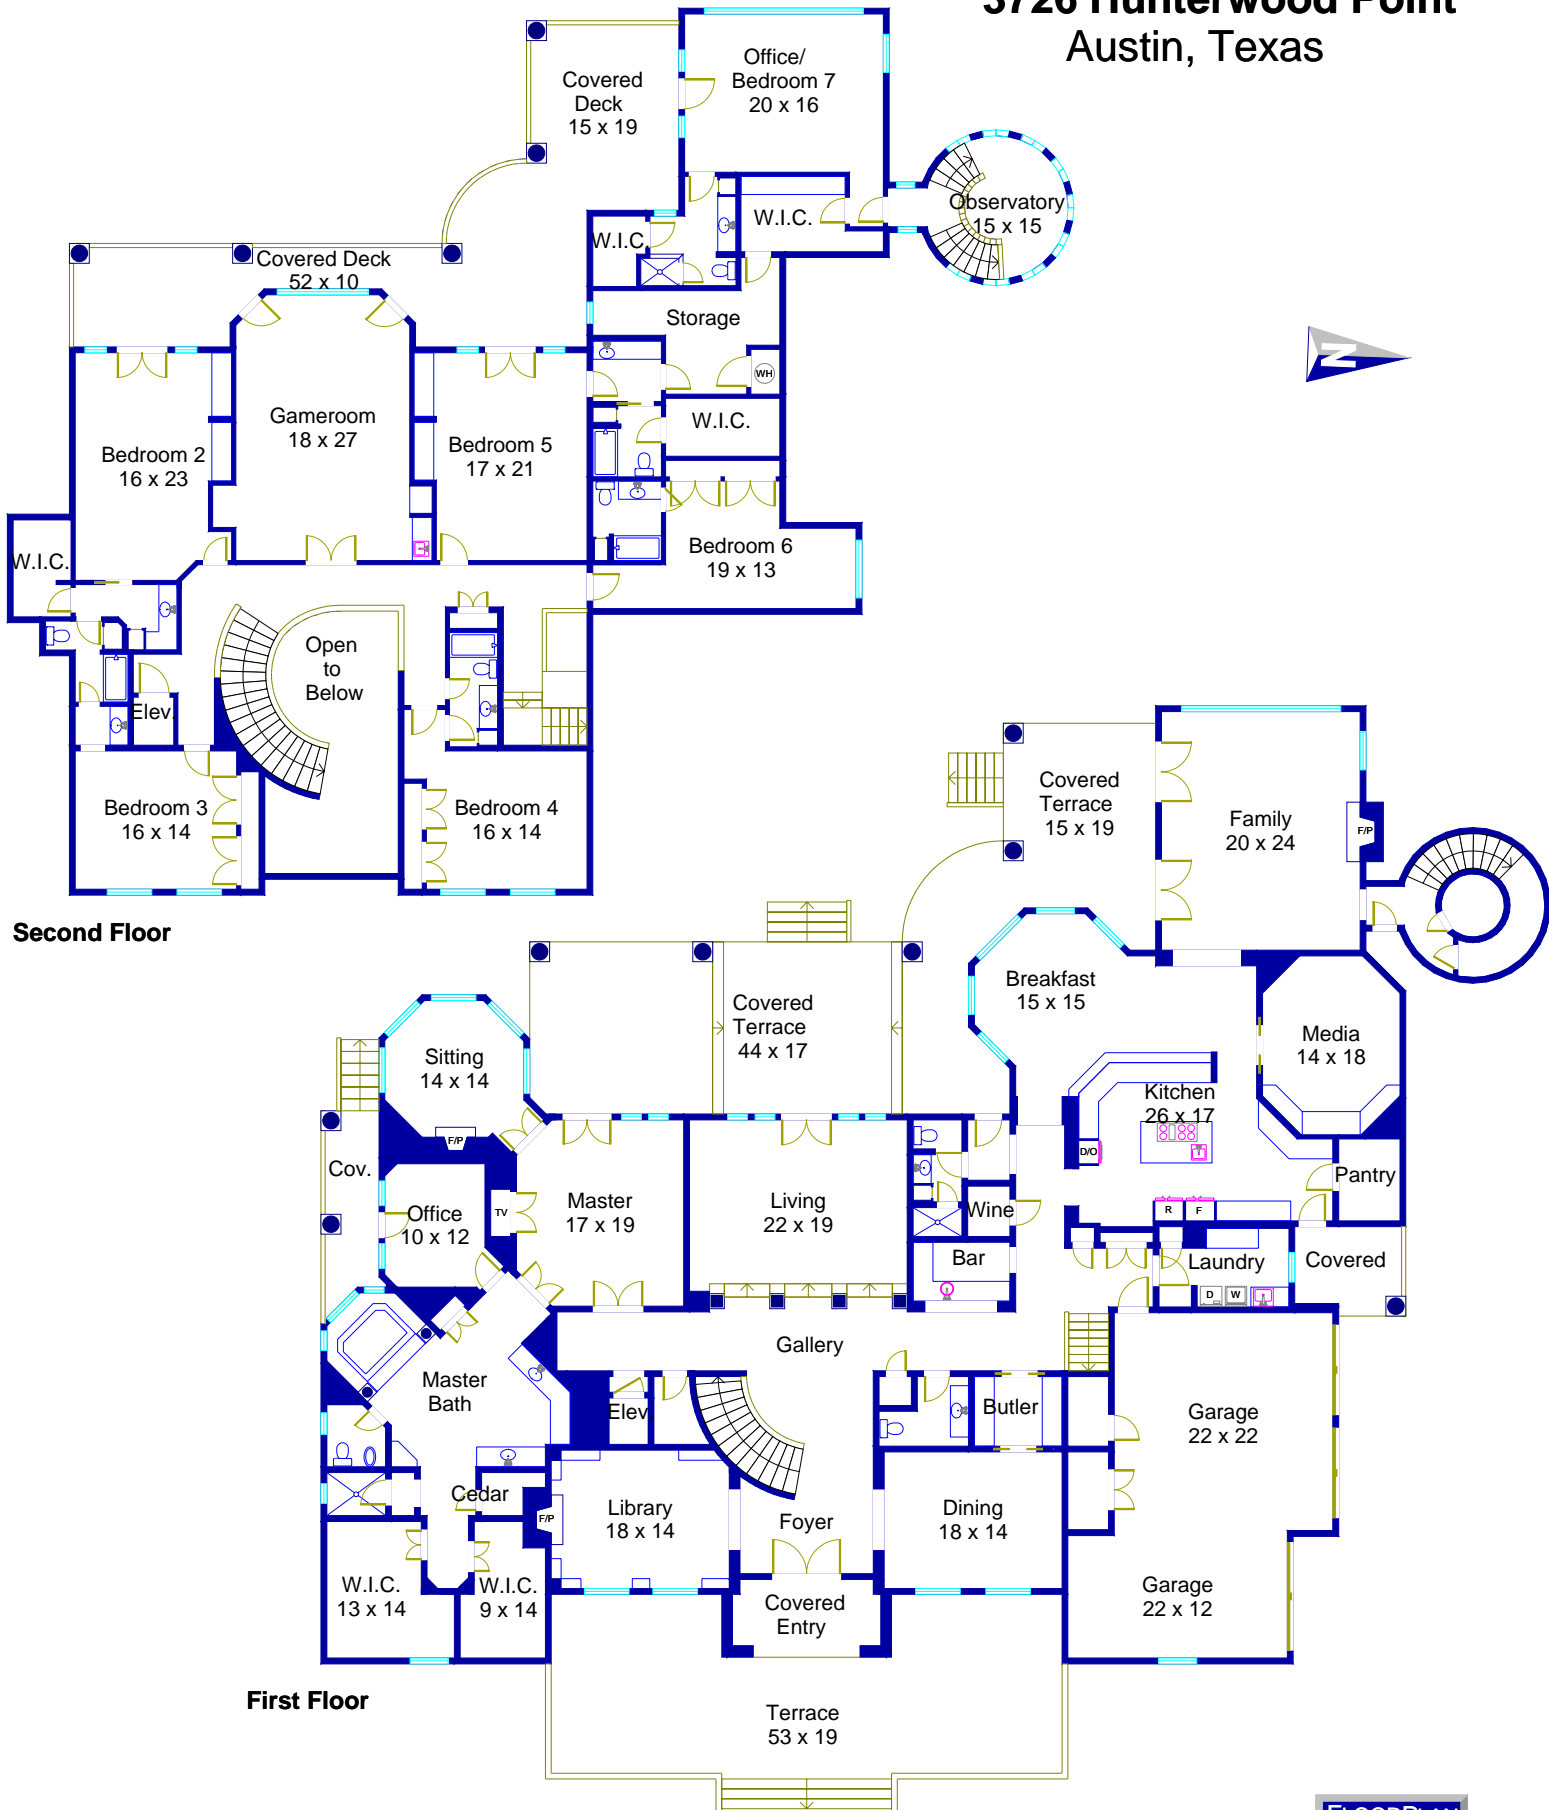 3726 Hunterwood Point
Austin, Texas
Office/
Bedroom 7
20 x 16
Covered
Deck
15 x 19
Observatory
15 x 15
W.I.C.
W.I.C.
Covered Deck
52 x 10
Storage
N
WH
W.I.C.
Gameroom
18 x 27
Bedroom 5
17 x 21
Bedroom 2
16 x 23
W.I.C.
Bedroom 6
19 x 13
Open
to
Below
Elev.
Bedroom 3
16 x 14
Bedroom 4
16 x 14
Second Floor
Covered
Terrace
15 x 19
Family
20 x 24
F/P
Breakfast
15 x 15
Covered
Terrace
44 x 17
Media
14 x 18
Sitting
14 x 14
F/P
Kitchen
26 x 17
D/O
Pantry
Cov.
Office
10 x 12
TV
Master
17 x 19
Living
22 x 19
Wine
R
F
Bar
Laundry
D
W
Covered
Gallery
Master
Bath
Elev.
Butler
Garage
22 x 22
Cedar
F/P
Library
18 x 14
Foyer
Dining
18 x 14
W.I.C.
13 x 14
W.I.C.
9 x 14
Covered
Entry
Garage
22 x 12
First Floor
Terrace
53 x 19
FLOORPLAN